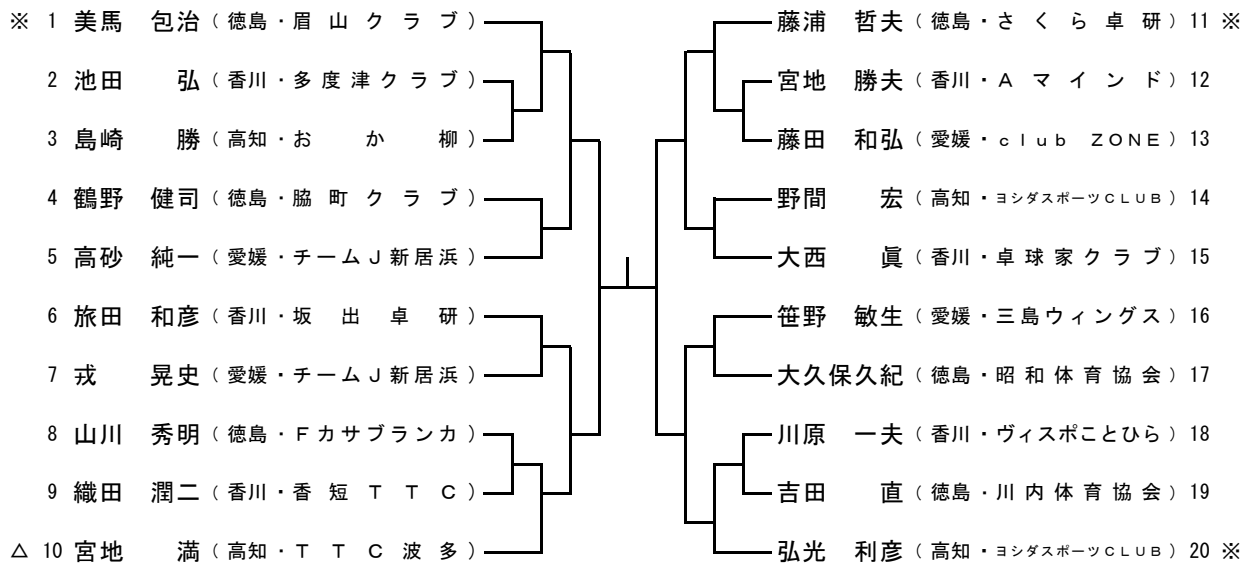 ※ 1 美馬 包治（徳島・眉山クラブ）
2 池田 弘（香川・多度津クラブ）
3 島崎 勝（高知・おか柳）
4 鶴野 健司（徳島・脇町クラブ）
5 高砂 純一（愛媛・チームＪ新居浜）
6 旅田 和彦（香川・坂出卓研）
7 戎 晃史（愛媛・チームＪ新居浜）
8 山川 秀明（徳島・Ｆカサブランカ）
9 織田 潤二（香川・香短ＴＴＣ）
△ 10 宮地 満（高知・ＴＴＣ波多）
藤浦 哲夫（徳島・さくら卓研）11 ※
宮地 勝夫（香川・Ａマインド）12
藤田 和弘（愛媛・ｃｌｕｂ ＺＯＮＥ）13
野間 宏（高知・ヨシダスポーツＣＬＵＢ）14
大西 眞（香川・卓球家クラブ）15
笹野 敏生（愛媛・三島ウィングス）16
大久保久紀（徳島・昭和体育協会）17
川原 一夫（香川・ヴィスポことひら）18
吉田 直（徳島・川内体育協会）19
弘光 利彦（高知・ヨシダスポーツＣＬＵＢ）20 ※